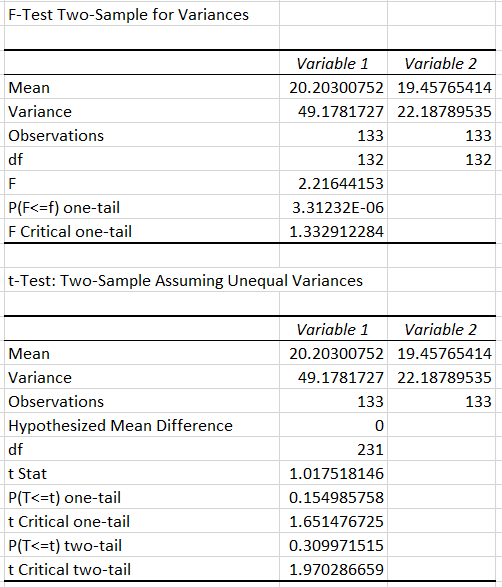 F-Test Two-Sample for Variances
Variable 1 Variable 2
Mean 20.20300752 19.45765414
Variance 49.1781727 22.18789535
Observations 133 133
df 132 132
F 2.21644153
P(F<=f) one-tail 3.31232E-06
F Critical one-tail 1.332912284
t-Test: Two-Sample Assuming Unequal Variances
Variable 1 Variable 2
Mean 20.20300752 19.45765414
Variance 49.1781727 22.18789535
Observations 133 133
Hypothesized Mean Difference 0
df 231
t Stat 1.017518146
P(T<=t) one-tail 0.154985758
t Critical one-tail 1.651476725
P(T<=t) two-tail 0.309971515
t Critical two-tail 1.970286659